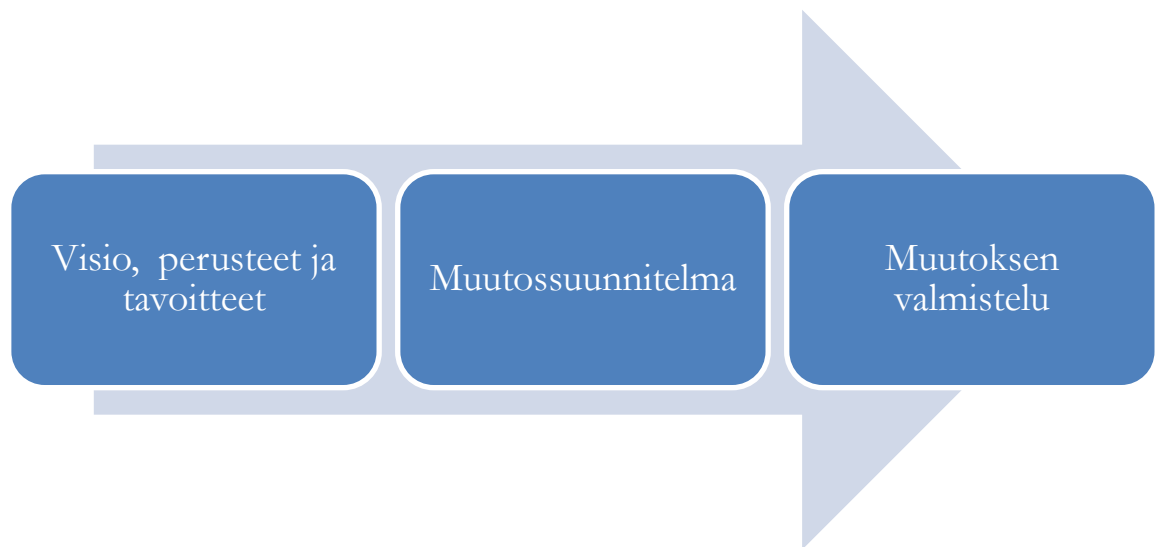 Visio,  perusteet ja
tavoitteet
Muutossuunnitelma
Muutoksen
valmistelu